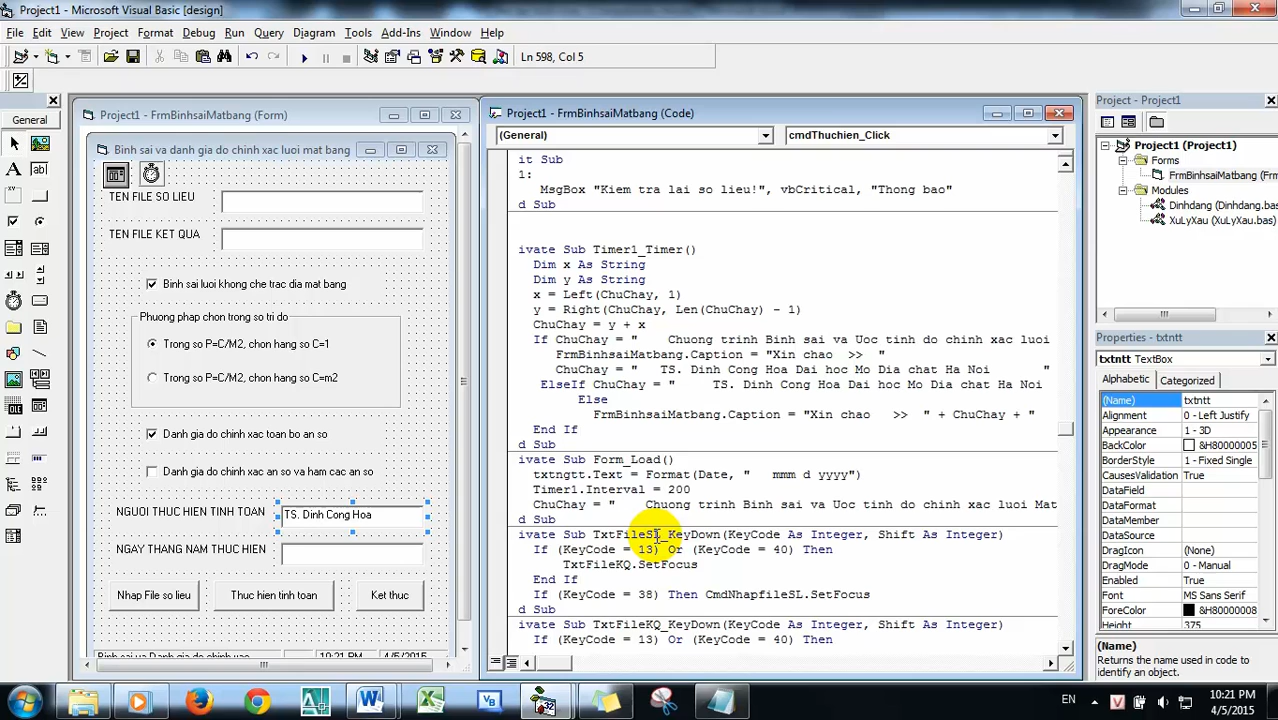 Project1 - Microsoft Visual Basic [design]
File Edit View Project Format Debug Run Query Diagram Tools Add-Ins Window Help
Ln 598, Col 5
General
Project1 - FrmBinhsaiMatbang (Form)
Binh sai va danh gia do chinh xac luoi mat bang
TEN FILE SO LIEU
TEN FILE KET QUA
Binh sai luoi khong che trac dia mat bang
Phuong phap chon trong so tri do
Trong so P=C/M2, chon hang so C=1
Trong so P=C/M2, chon hang so C=m2
Danh gia do chinh xac toan bo an so
Danh gia do chinh xac an so va ham cac an so
NGUOI THUC HIEN TINH TOAN
TS. Dinh Cong Hoa
NGAY THANG NAM THUC HIEN
Nhap File so lieu
Thuc hien tinh toan
Ket thuc
Binh sai va Danh gia do chinh xac
10:21 PM
4/5/2015
Project1 - FrmBinhsaiMatbang (Code)
(General)
cmdThuchien_Click
it Sub
1:
MsgBox "Kiem tra lai so lieu!", vbCritical, "Thong bao"
d Sub
ivate Sub Timer1_Timer()
Dim x As String
Dim y As String
x = Left(ChuChay, 1)
y = Right(ChuChay, Len(ChuChay) - 1)
ChuChay = y + x
If ChuChay = "    Chuong trinh Binh sai va Uoc tinh do chinh xac luoi
FrmBinhsaiMatbang.Caption = "Xin chao  >>  "
ChuChay = "   TS. Dinh Cong Hoa Dai hoc Mo Dia chat Ha Noi       "
ElseIf ChuChay = "     TS. Dinh Cong Hoa Dai hoc Mo Dia chat Ha Noi
Else
FrmBinhsaiMatbang.Caption = "Xin chao   >>  " + ChuChay + "
End If
d Sub
ivate Sub Form_Load()
txtngtt.Text = Format(Date, "   mmm d yyyy")
Timer1.Interval = 200
ChuChay = "    Chuong trinh Binh sai va Uoc tinh do chinh xac luoi Mat
d Sub
ivate Sub TxtFileSL_KeyDown(KeyCode As Integer, Shift As Integer)
If (KeyCode = 13) Or (KeyCode = 40) Then
TxtFileKQ.SetFocus
End If
If (KeyCode = 38) Then CmdNhapfileSL.SetFocus
d Sub
ivate Sub TxtFileKQ_KeyDown(KeyCode As Integer, Shift As Integer)
If (KeyCode = 13) Or (KeyCode = 40) Then
Project - Project1
Project1 (Project1)
Forms
FrmBinhsaiMatbang (Fr
Modules
Dinhdang (Dinhdang.bas
XuLyXau (XuLyXau.bas)
Properties - txtntt
txtntt TextBox
Alphabetic Categorized
(Name) txtntt
Alignment 0 - Left Justify
Appearance 1 - 3D
BackColor &H80000005
BorderStyle 1 - Fixed Single
CausesValidation True
DataField
DataFormat
DataMember
DataSource
DragIcon (None)
DragMode 0 - Manual
Enabled True
Font MS Sans Serif
ForeColor &H80000008
Height 375
(Name)
Returns the name used in code to identify an object.
EN
10:21 PM
4/5/2015